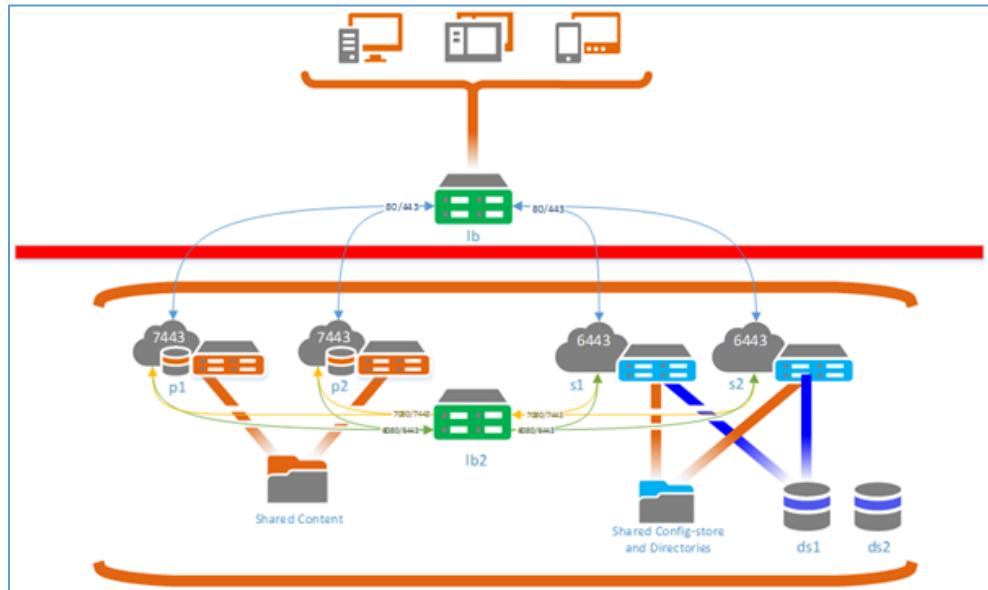 80/443
80/443
lb
7443
7443
6443
6443
p1
p2
s1
s2
7080/7443
7080/7443
6080/6443
6080/6443
lb2
Shared Content
Shared Config-store
and Directories
ds1
ds2